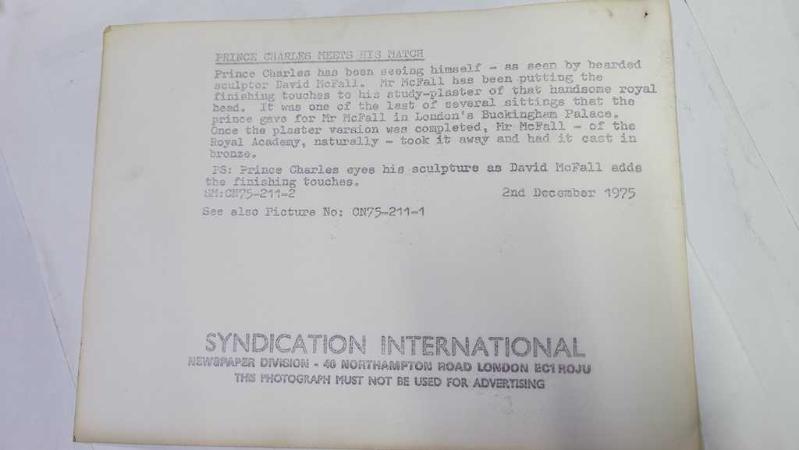 PRINCE CHARLES MEETS HIS MATCH
Prince Charles has been seeing himself - as seen by bearded
sculptor David McFall. Mr McFall has been putting the
finishing touches to his study-plaster of that handsome royal
head. It was one of the last of several sittings that the
prince gave for Mr McFall in London's Buckingham Palace.
Once the plaster version was completed, Mr McFall - of the
Royal Academy, naturally - took it away and had it cast in
bronze.
PS: Prince Charles eyes his sculpture as David McFall adds
the finishing touches.
SM:CN75-211-2 2nd December 1975
See also Picture No: CN75-211-1
SYNDICATION INTERNATIONAL
NEWSPAPER DIVISION - 40 NORTHAMPTON ROAD LONDON EC1 ROJU
THIS PHOTOGRAPH MUST NOT BE USED FOR ADVERTISING